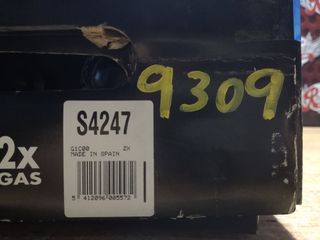 9309
S4247
G1C00 2X
MADE IN SPAIN
5 412096 005572
2x
GAS